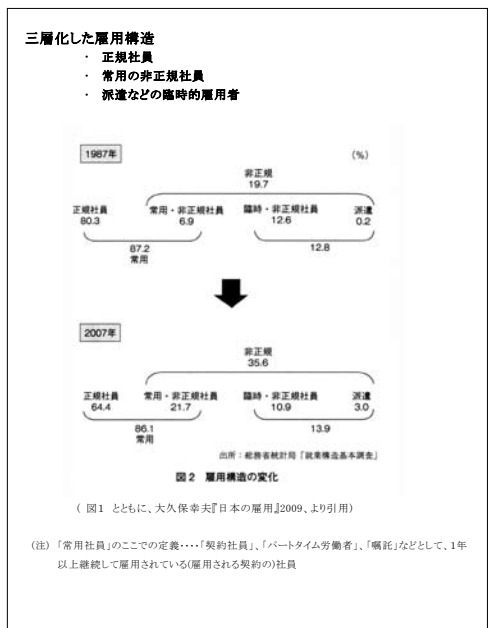 三層化した雇用構造
・ 正規社員
・ 常用の非正規社員
・ 派遣などの臨時的雇用者
1987年 (%)
非正規
19.7
正規社員 常用・非正規社員 臨時・非正規社員 派遣
80.3 6.9 12.6 0.2
87.2 12.8
常用
2007年
非正規
35.6
正規社員 常用・非正規社員 臨時・非正規社員 派遣
64.4 21.7 10.9 3.0
86.1 13.9
常用
出所:総務省統計局「就業構造基本調査」
図2 雇用構造の変化
( 図1 とともに、大久保幸夫『日本の雇用』2009、より引用)
(注) 「常用社員」のここでの定義････「契約社員」、「パートタイム労働者」、「嘱託」などとして、1年
以上継続して雇用されている(雇用される契約の)社員